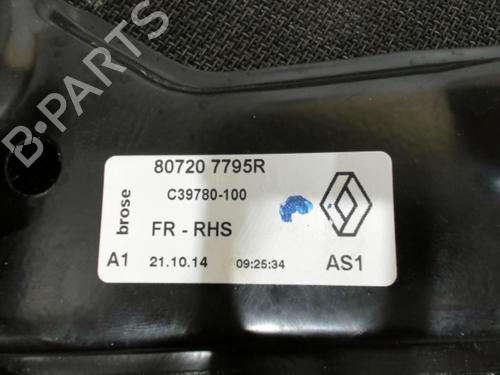 B-PARTS
brose
80720 7795R
C39780-100
FR - RHS
A1
21.10.14
09:25:34
AS1